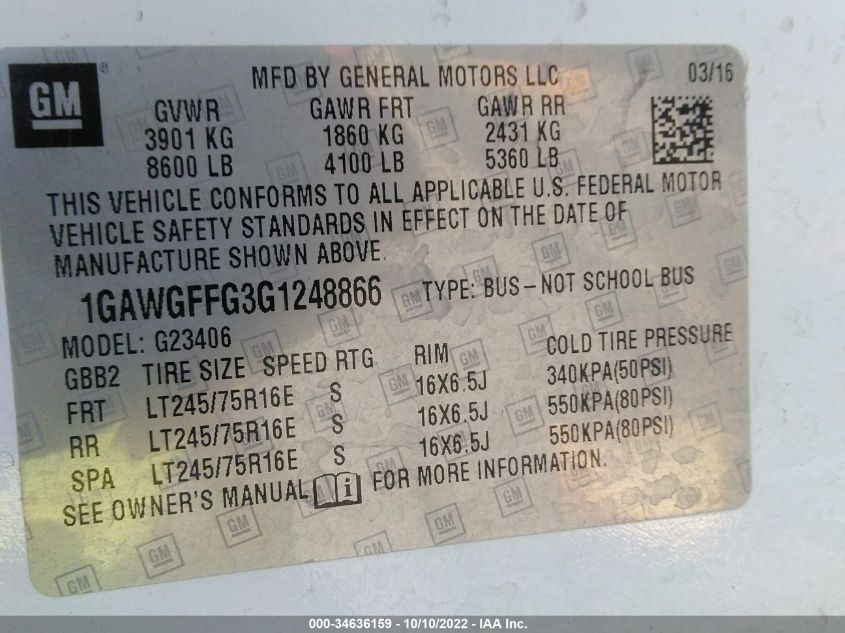 GM
MFD BY GENERAL MOTORS LLC 03/16
GVWR GAWR FRT GAWR RR
3901 KG 1860 KG 2431 KG
8600 LB 4100 LB 5360 LB
THIS VEHICLE CONFORMS TO ALL APPLICABLE U.S. FEDERAL MOTOR
VEHICLE SAFETY STANDARDS IN EFFECT ON THE DATE OF
MANUFACTURE SHOWN ABOVE.
1GAWGFFG3G1248866 TYPE: BUS-NOT SCHOOL BUS
MODEL: G23406
GBB2 TIRE SIZE SPEED RTG RIM COLD TIRE PRESSURE
FRT LT245/75R16E S 16X6.5J 340KPA(50PSI)
RR LT245/75R16E S 16X6.5J 550KPA(80PSI)
SPA LT245/75R16E S 16X6.5J 550KPA(80PSI)
SEE OWNER'S MANUAL i FOR MORE INFORMATION.
000-34636159 - 10/10/2022 - IAA Inc.